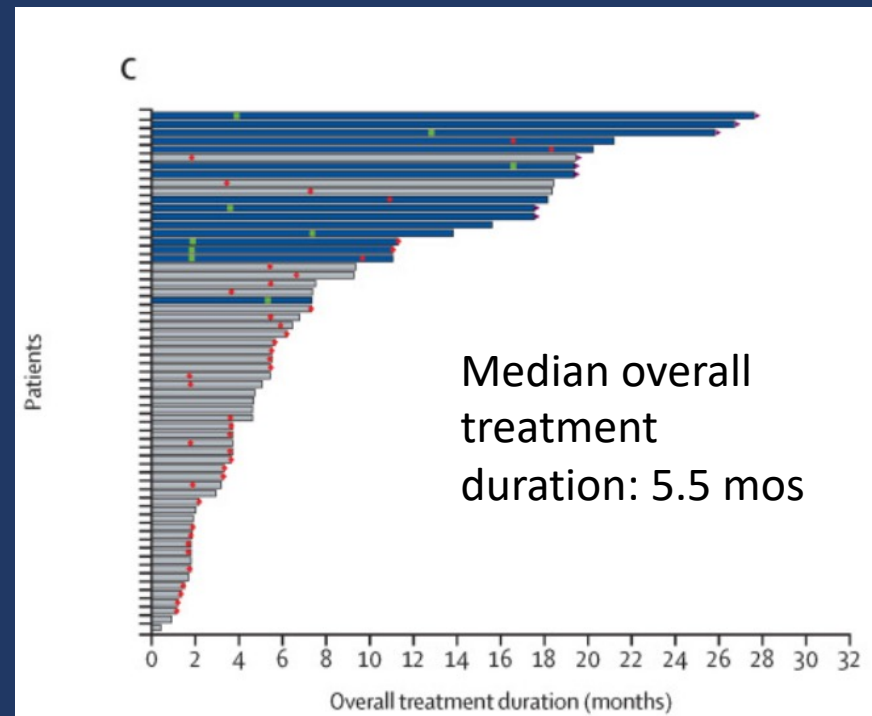 C
Patients
Median overall
treatment
duration: 5.5 mos
0 2 4 6 8 10 12 14 16 18 20 22 24 26 28 30 32
Overall treatment duration (months)